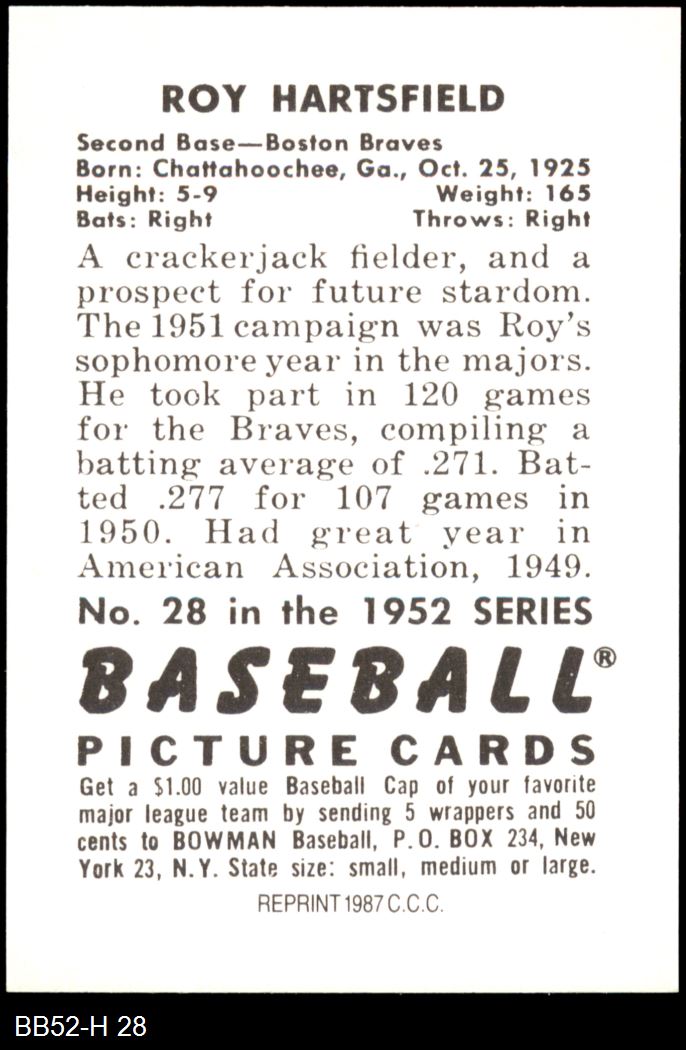 ROY HARTSFIELD
Second Base—Boston Braves
Born: Chattahoochee, Ga., Oct. 25, 1925
Height: 5-9 Weight: 165
Bats: Right Throws: Right
A crackerjack fielder, and a
prospect for future stardom.
The 1951 campaign was Roy's
sophomore year in the majors.
He took part in 120 games
for the Braves, compiling a
batting average of .271. Bat-
ted .277 for 107 games in
1950. Had great year in
American Association, 1949.
No. 28 in the 1952 SERIES
BASEBALL®
PICTURE CARDS
Get a $1.00 value Baseball Cap of your favorite
major league team by sending 5 wrappers and 50
cents to BOWMAN Baseball, P.O. BOX 234, New
York 23, N.Y. State size: small, medium or large.
REPRINT 1987 C.C.C.
BB52-H 28